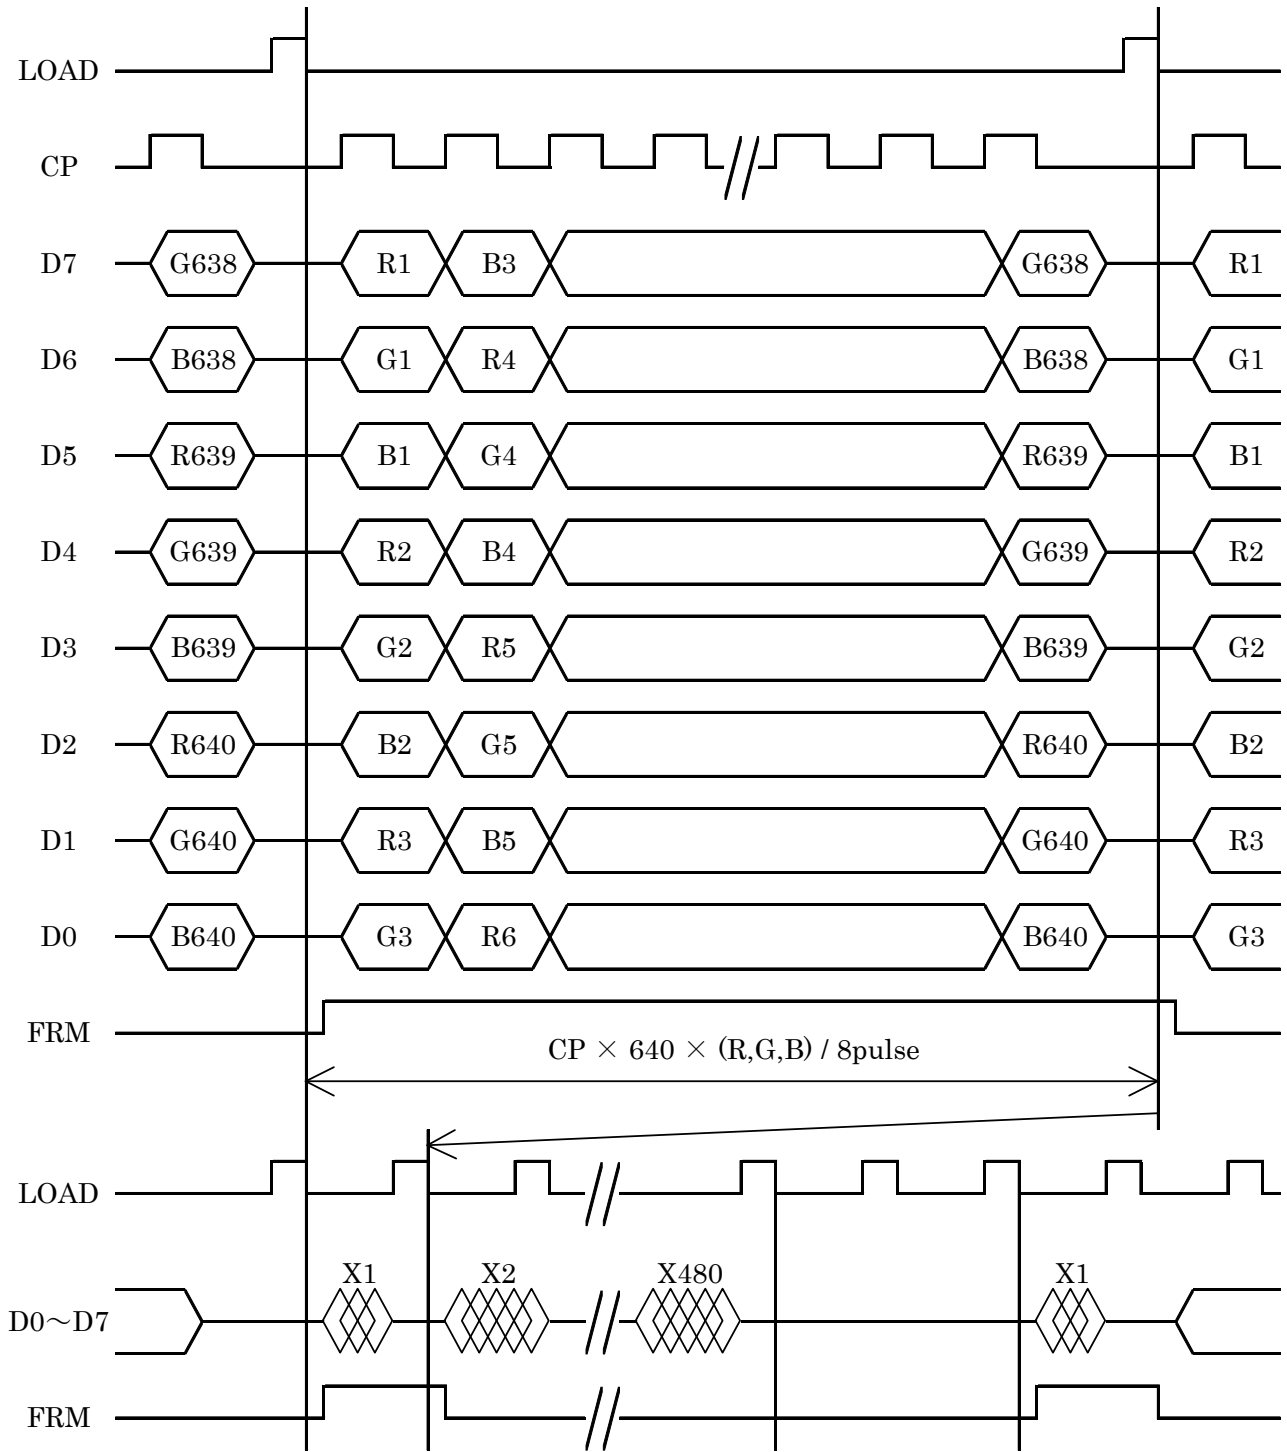 LOAD
CP
D7 G638 R1 B3 G638 R1
D6 B638 G1 R4 B638 G1
D5 R639 B1 G4 R639 B1
D4 G639 R2 B4 G639 R2
D3 B639 G2 R5 B639 G2
D2 R640 B2 G5 R640 B2
D1 G640 R3 B5 G640 R3
D0 B640 G3 R6 B640 G3
FRM
CP × 640 × (R,G,B) / 8pulse
LOAD
X1 X2 X480 X1
D0～D7
FRM